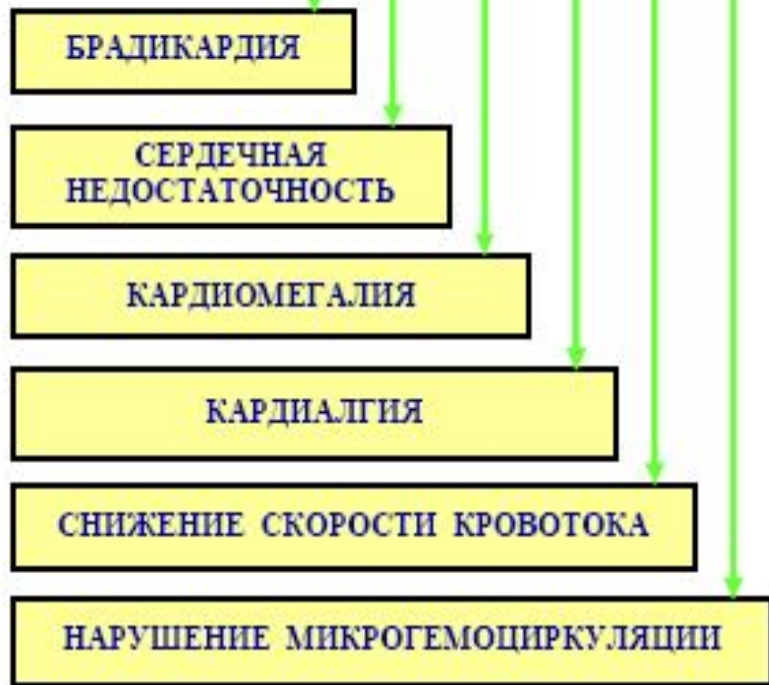 БРАДИКАРДИЯ
СЕРДЕЧНАЯ
НЕДОСТАТОЧНОСТЬ
КАРДИОМЕГАЛИЯ
КАРДИАЛГИЯ
СНИЖЕНИЕ СКОРОСТИ КРОВОТОКА
НАРУШЕНИЕ МИКРОГЕМОЦИРКУЛЯЦИИ